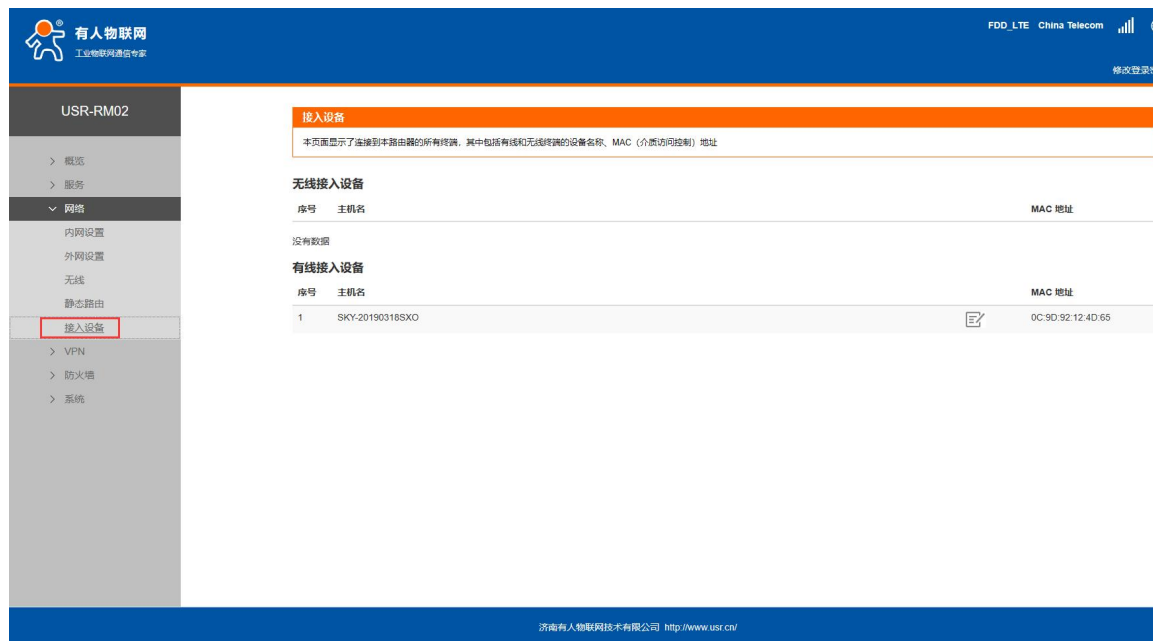 有人物联网
工业物联网通信专家
FDD_LTE China Telecom
修改登录
USR-RM02
概览
服务
网络
内网设置
外网设置
无线
静态路由
接入设备
VPN
防火墙
系统
接入设备
本页面显示了连接到本路由器的所有终端，其中包括有线和无线终端的设备名称、MAC（介质访问控制）地址
无线接入设备
序号 主机名 MAC 地址
没有数据
有线接入设备
序号 主机名 MAC 地址
1 SKY-20190318SXO 0C:9D:92:12:4D:65
济南有人物联网技术有限公司 http://www.usr.cn/